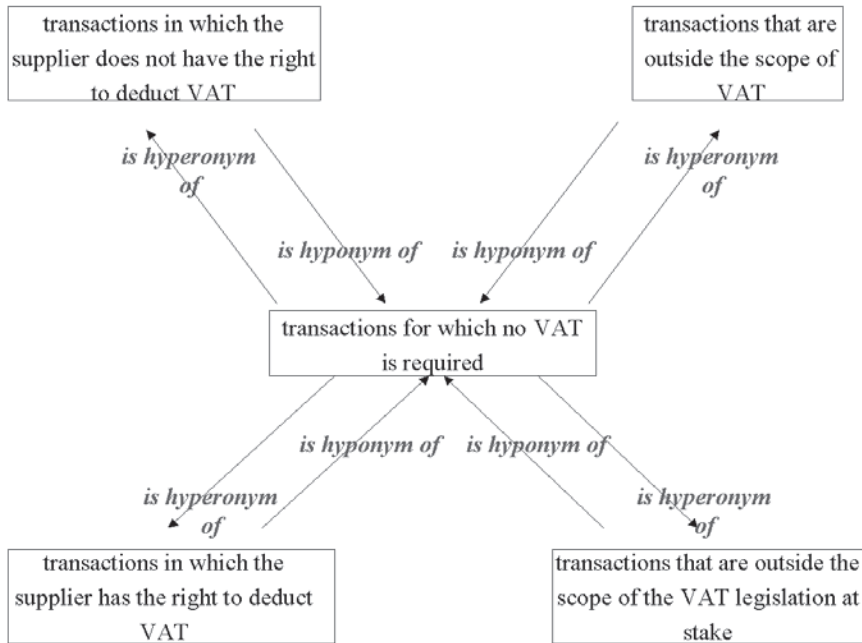 transactions in which the
supplier does not have the right
to deduct VAT
transactions that are
outside the scope of
VAT
is hyperonym
of
is hyperonym
of
is hyponym of
is hyponym of
transactions for which no VAT
is required
is hyponym of
is hyponym of
is hyperonym
of
is hyperonym
of
transactions in which the
supplier has the right to deduct
VAT
transactions that are outside the
scope of the VAT legislation at
stake